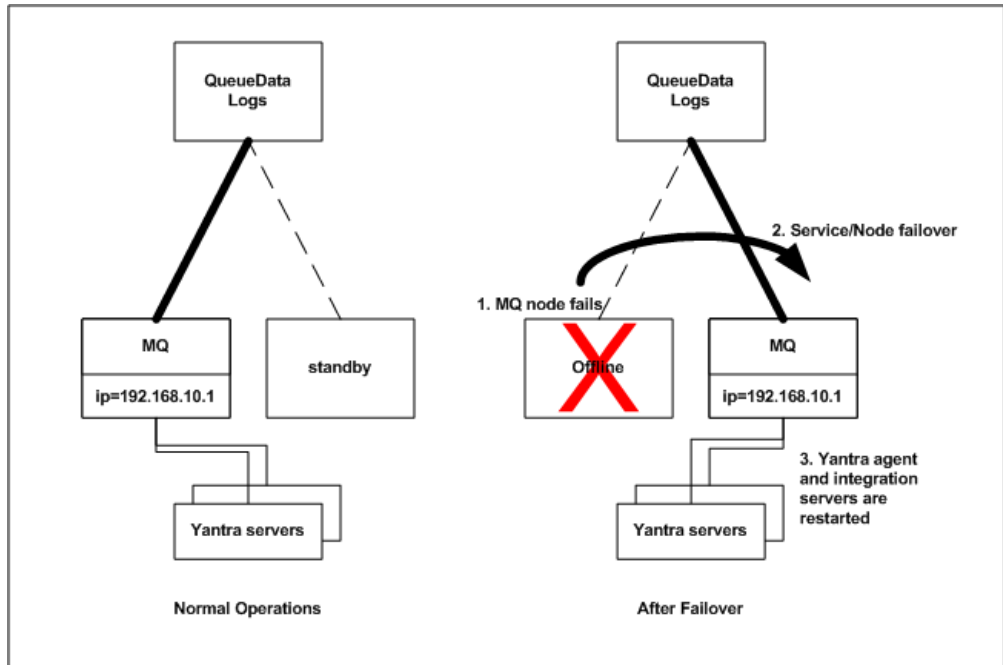 QueueData
Logs
MQ
ip=192.168.10.1
standby
Yantra servers
Normal Operations
QueueData
Logs
2. Service/Node failover
1. MQ node fails
Offline
MQ
ip=192.168.10.1
3. Yantra agent
and integration
servers are
restarted
Yantra servers
After Failover